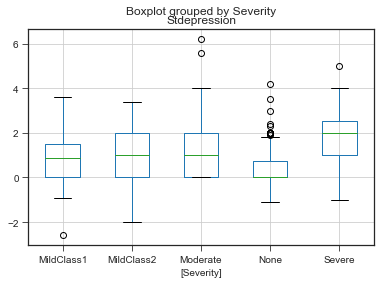 Boxplot grouped by Severity
Stdepression
6
4
2
0
−2
MildClass1 MildClass2 Moderate None Severe
[Severity]